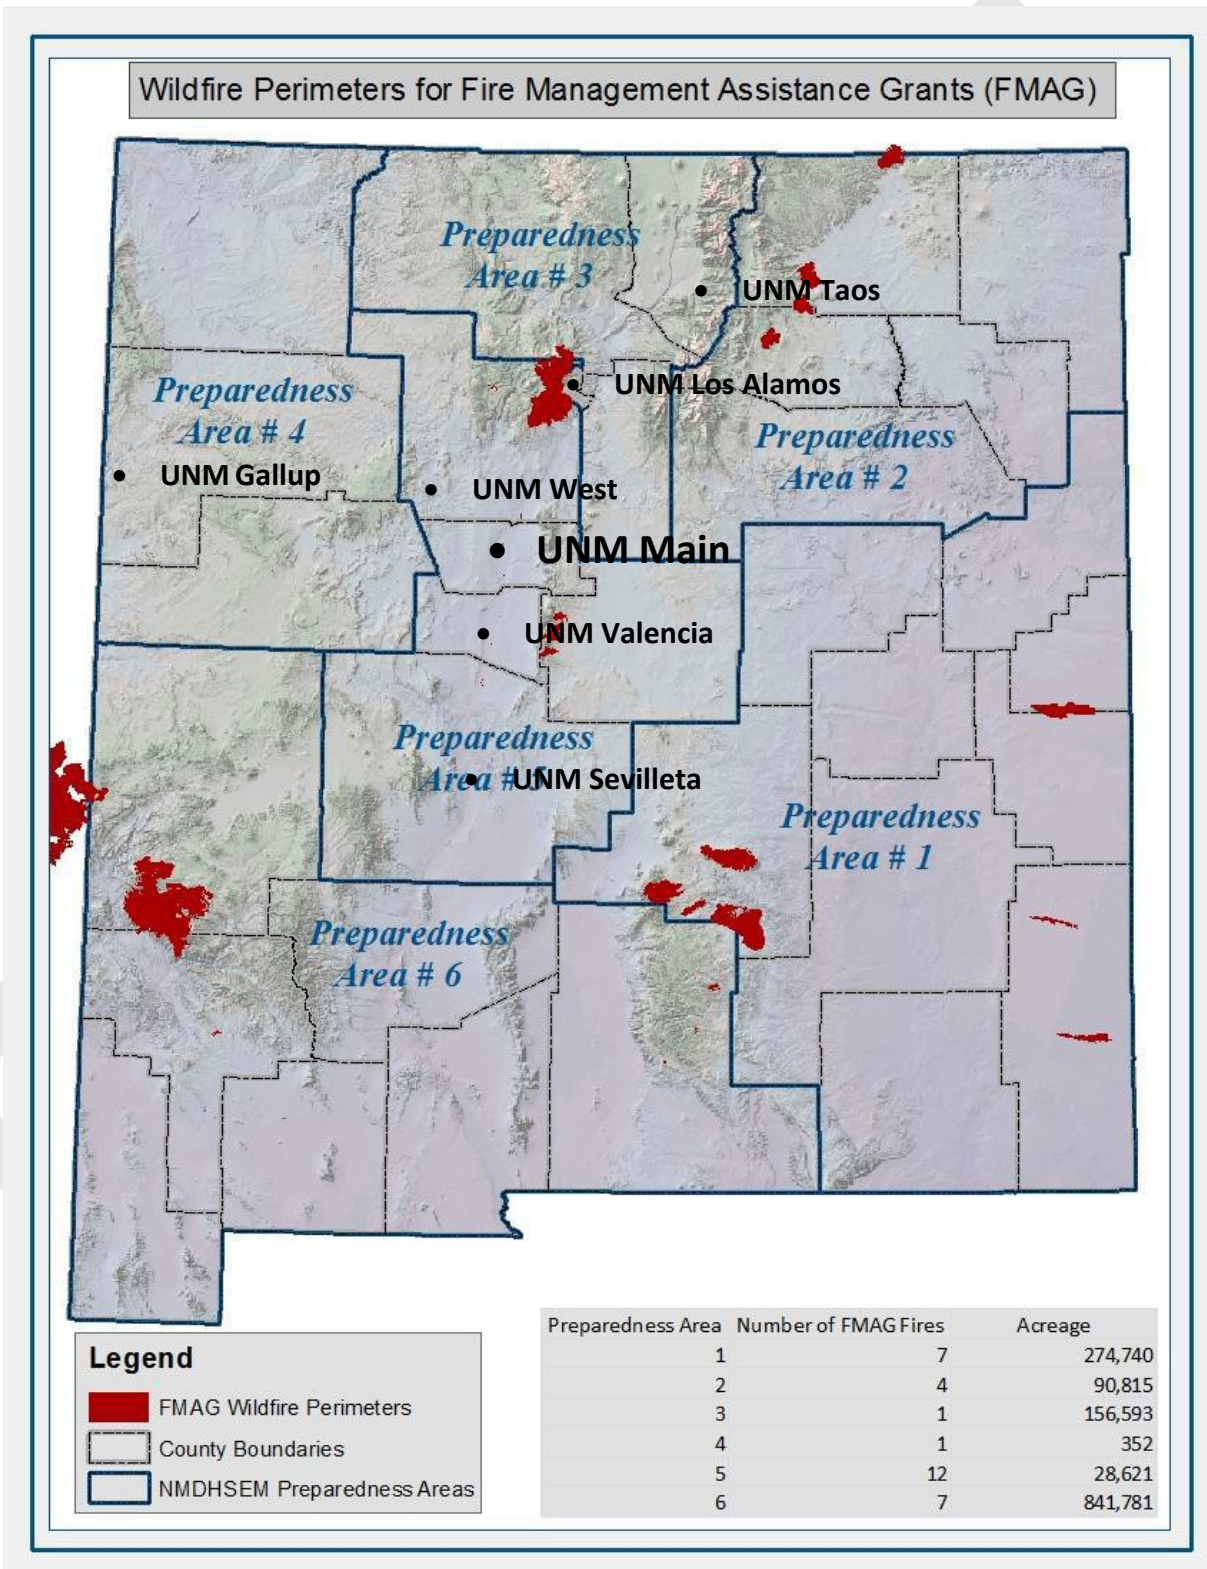 Wildfire Perimeters for Fire Management Assistance Grants (FMAG)
Preparedness
Area # 3
UNM Taos
Preparedness
Area # 4
UNM Los Alamos
Preparedness
Area # 2
UNM Gallup
UNM West
UNM Main
UNM Valencia
Preparedness
Area # 5
UNM Sevilleta
Preparedness
Area # 1
Preparedness
Area # 6
Preparedness Area Number of FMAG Fires Acreage
1 7 274,740
2 4 90,815
3 1 156,593
4 1 352
5 12 28,621
6 7 841,781
Legend
FMAG Wildfire Perimeters
County Boundaries
NMDHSEM Preparedness Areas